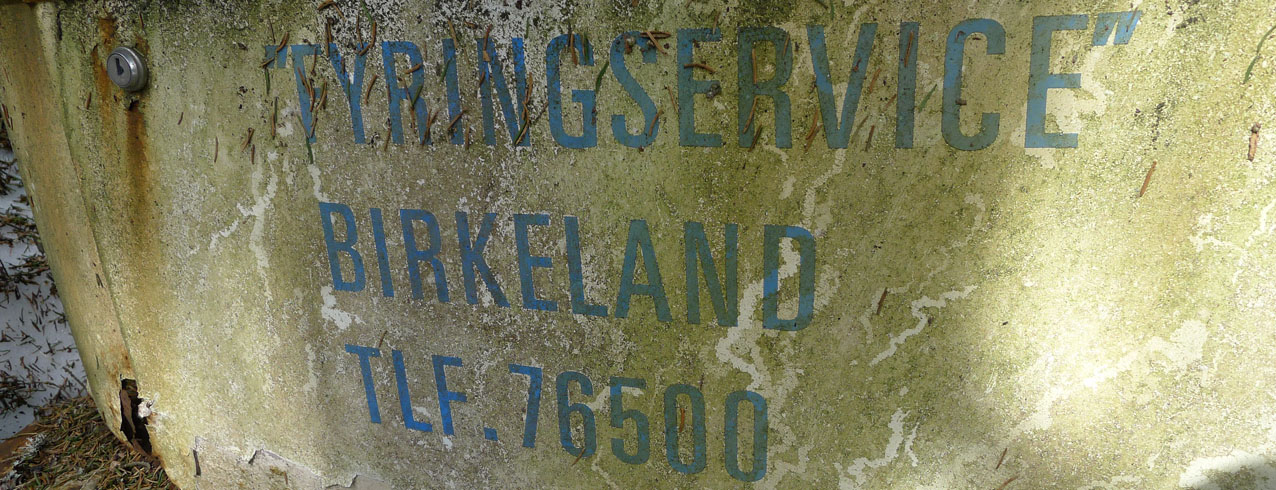 "TYRINGSERVICE"
BIRKELAND
TLF. 76500